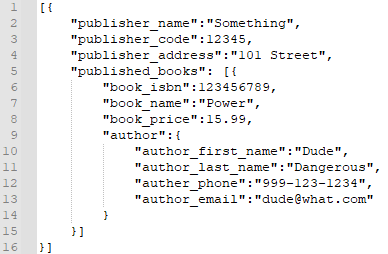 1 [{
2 "publisher_name":"Something",
3 "publisher_code":12345,
4 "publisher_address":"101 Street",
5 "published_books": [{
6 "book_isbn":123456789,
7 "book_name":"Power",
8 "book_price":15.99,
9 "author":{
10 "author_first_name":"Dude",
11 "author_last_name":"Dangerous",
12 "auther_phone":"999-123-1234",
13 "author_email":"dude@what.com"
14 }
15 }]
16 }]